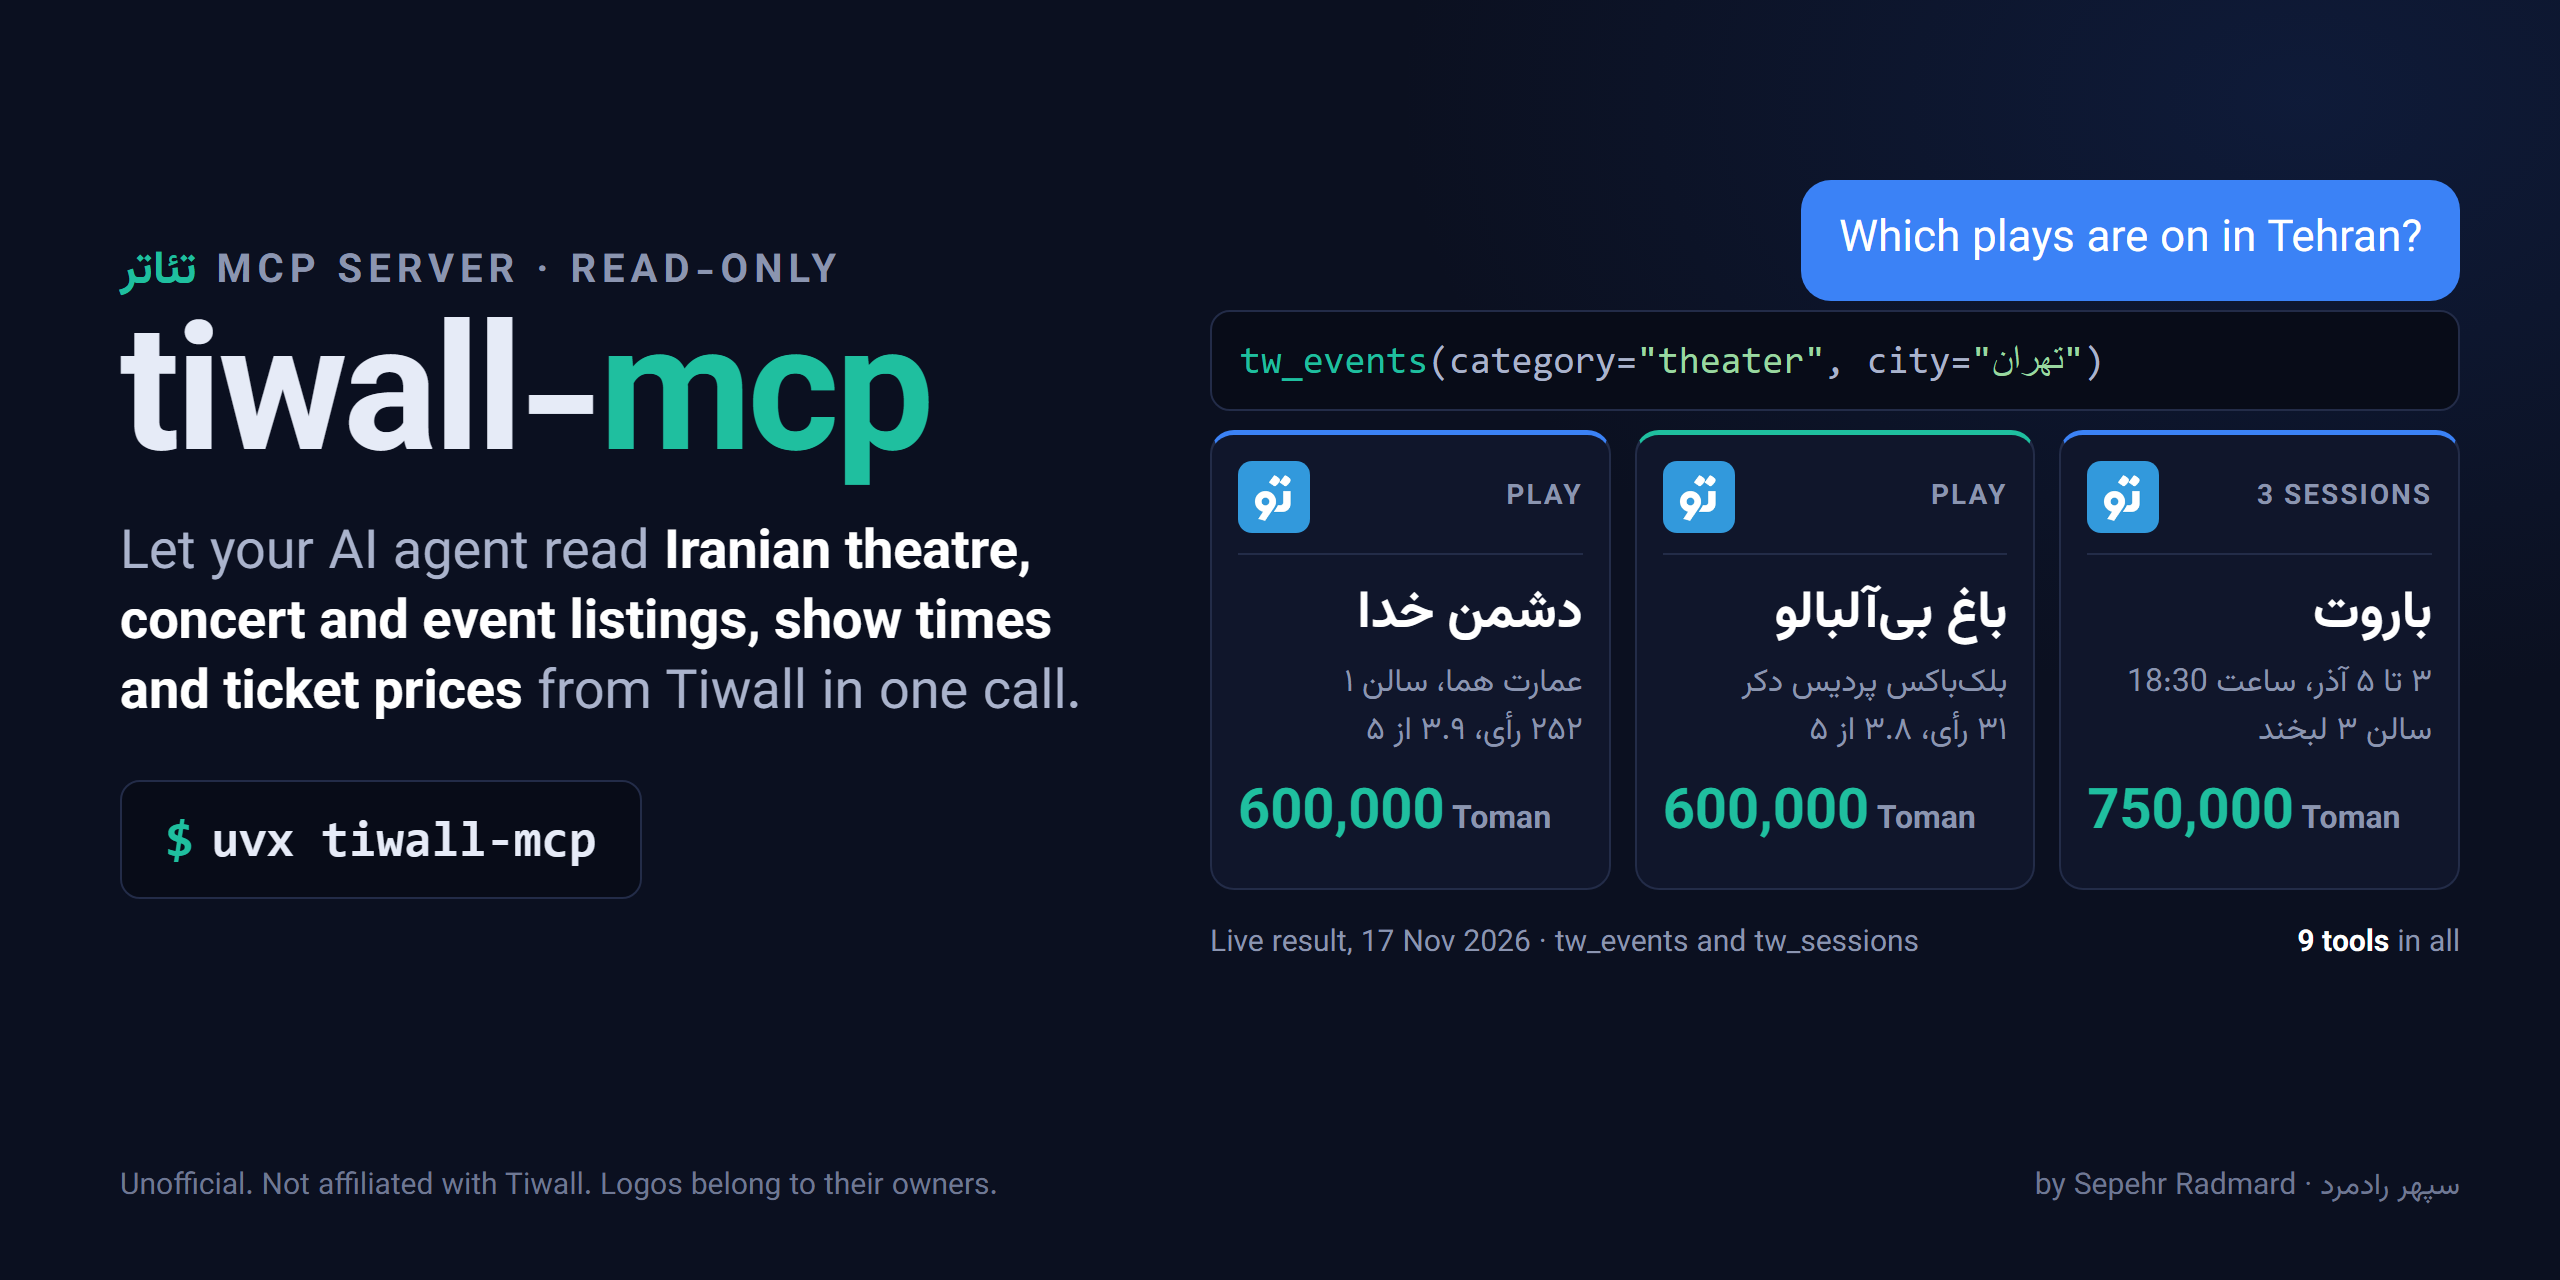 تئاتر MCP SERVER · READ-ONLY
tiwall-mcp
Let your AI agent read Iranian theatre,
concert and event listings, show times
and ticket prices from Tiwall in one call.
$ uvx tiwall-mcp
Which plays are on in Tehran?
tw_events(category="theater", city="تهران")
تو
PLAY
دشمن خدا
عمارت هما، سالن ۱
۲۵۲ رأی، ۳.۹ از ۵
600,000 Toman
تو
PLAY
باغ بی‌آلبالو
بلک‌باکس پردیس دکر
۳۱ رأی، ۳.۸ از ۵
600,000 Toman
تو
3 SESSIONS
باروت
۳ تا ۵ آذر، ساعت 18:30
سالن ۳ لبخند
750,000 Toman
Live result, 17 Nov 2026 · tw_events and tw_sessions
9 tools in all
Unofficial. Not affiliated with Tiwall. Logos belong to their owners.
by Sepehr Radmard · سپهر رادمرد